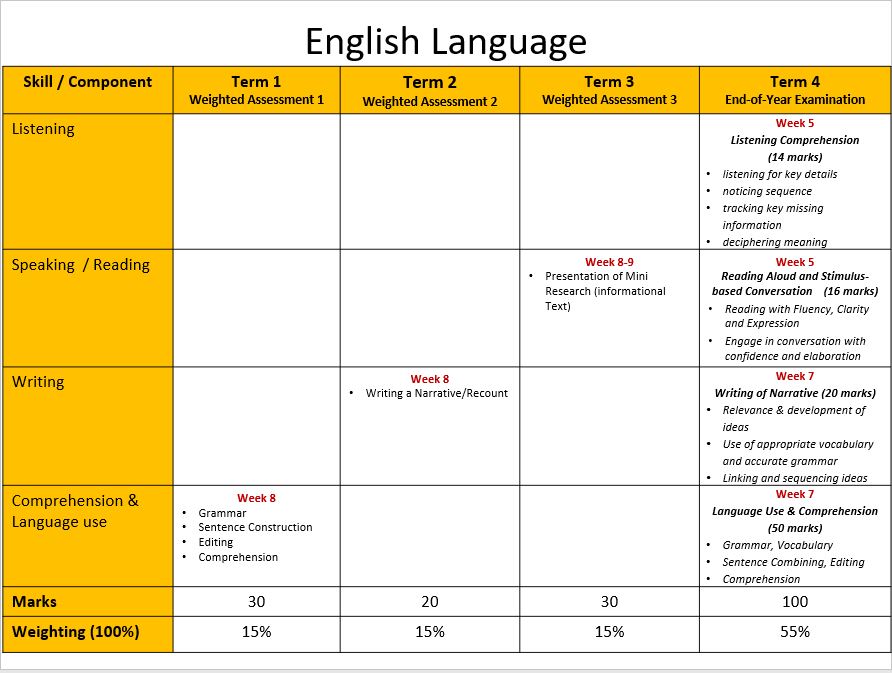 English Language
Skill / Component
Term 1
Weighted Assessment 1
Term 2
Weighted Assessment 2
Term 3
Weighted Assessment 3
Term 4
End-of-Year Examination
Listening
Week 5
Listening Comprehension
(14 marks)
• listening for key details
• noticing sequence
• tracking key missing
information
• deciphering meaning
Speaking / Reading
Week 8-9
• Presentation of Mini
Research (informational
Text)
Week 5
Reading Aloud and Stimulus-
based Conversation (16 marks)
• Reading with Fluency, Clarity
and Expression
• Engage in conversation with
confidence and elaboration
Writing
Week 8
• Writing a Narrative/Recount
Week 7
Writing of Narrative (20 marks)
• Relevance & development of
ideas
• Use of appropriate vocabulary
and accurate grammar
• Linking and sequencing ideas
Comprehension &
Language use
Week 8
• Grammar
• Sentence Construction
• Editing
• Comprehension
Week 7
Language Use & Comprehension
(50 marks)
• Grammar, Vocabulary
• Sentence Combining, Editing
• Comprehension
Marks
30
20
30
100
Weighting (100%)
15%
15%
15%
55%